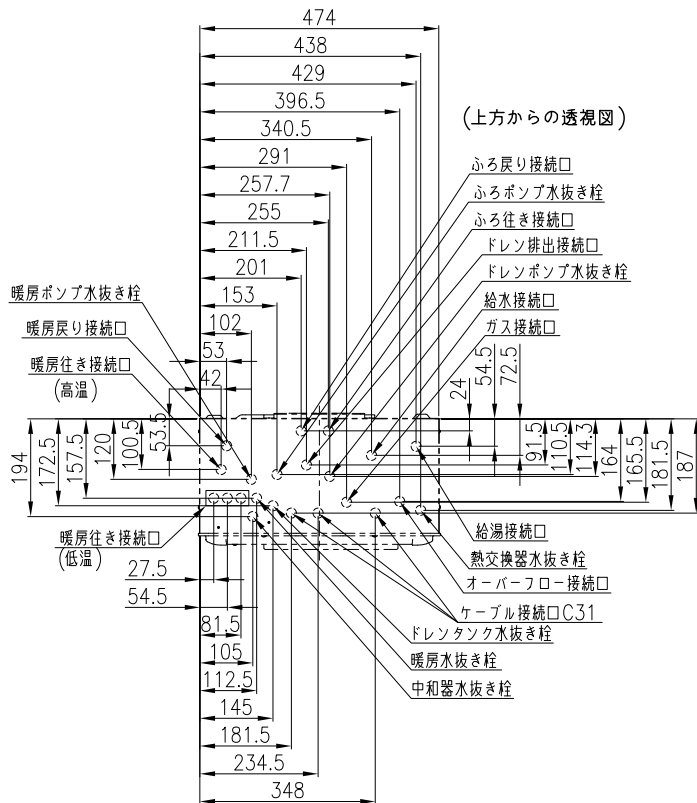 474
438
429
396.5
(上方からの透視図)
340.5
291
257.7
255
211.5
201
153
102
53
42
ふろ戻り接続口
ふろポンプ水抜き栓
ふろ往き接続口
ドレン排出接続口
ドレンポンプ水抜き栓
給水接続口
ガス接続口
暖房ポンプ水抜き栓
暖房戻り接続口
暖房往き接続口
(高温)
24
54.5
72.5
194
172.5
157.5
120
100.5
53.5
91.5
110.5
114.3
164
165.5
181.5
187
暖房往き接続口
(低温)
給湯接続口
熱交換器水抜き栓
オーバーフロー接続口
ケーブル接続口C31
ドレンタンク水抜き栓
暖房水抜き栓
中和器水抜き栓
27.5
54.5
81.5
105
112.5
145
181.5
234.5
348